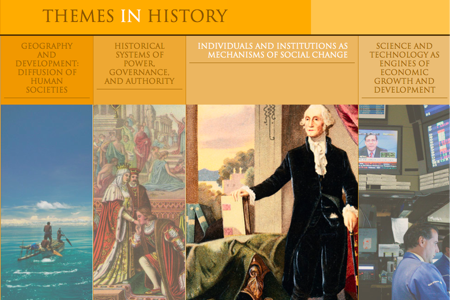 THEMES IN HISTORY
GEOGRAPHY
AND
DEVELOPMENT:
DIFFUSION OF
HUMAN
SOCIETIES
HISTORICAL
SYSTEMS OF
POWER,
GOVERNANCE,
AND AUTHORITY
INDIVIDUALS AND INSTITUTIONS AS
MECHANISMS OF SOCIAL CHANGE
SCIENCE AND
TECHNOLOGY AS
ENGINES OF
ECONOMIC
GROWTH AND
DEVELOPMENT